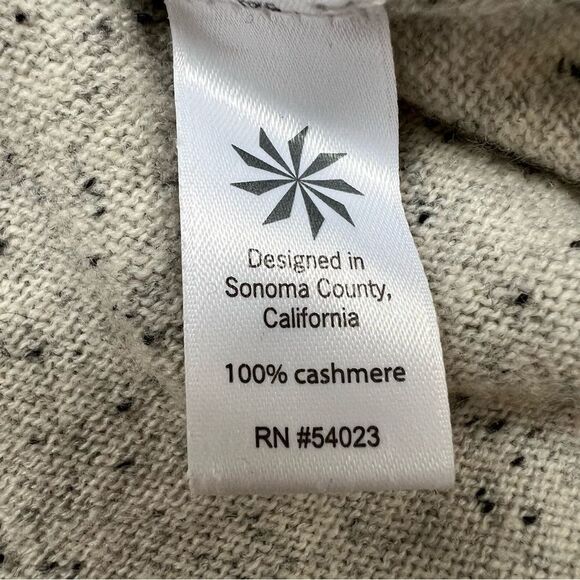 Designed in
Sonoma County,
California
100% cashmere
RN #54023